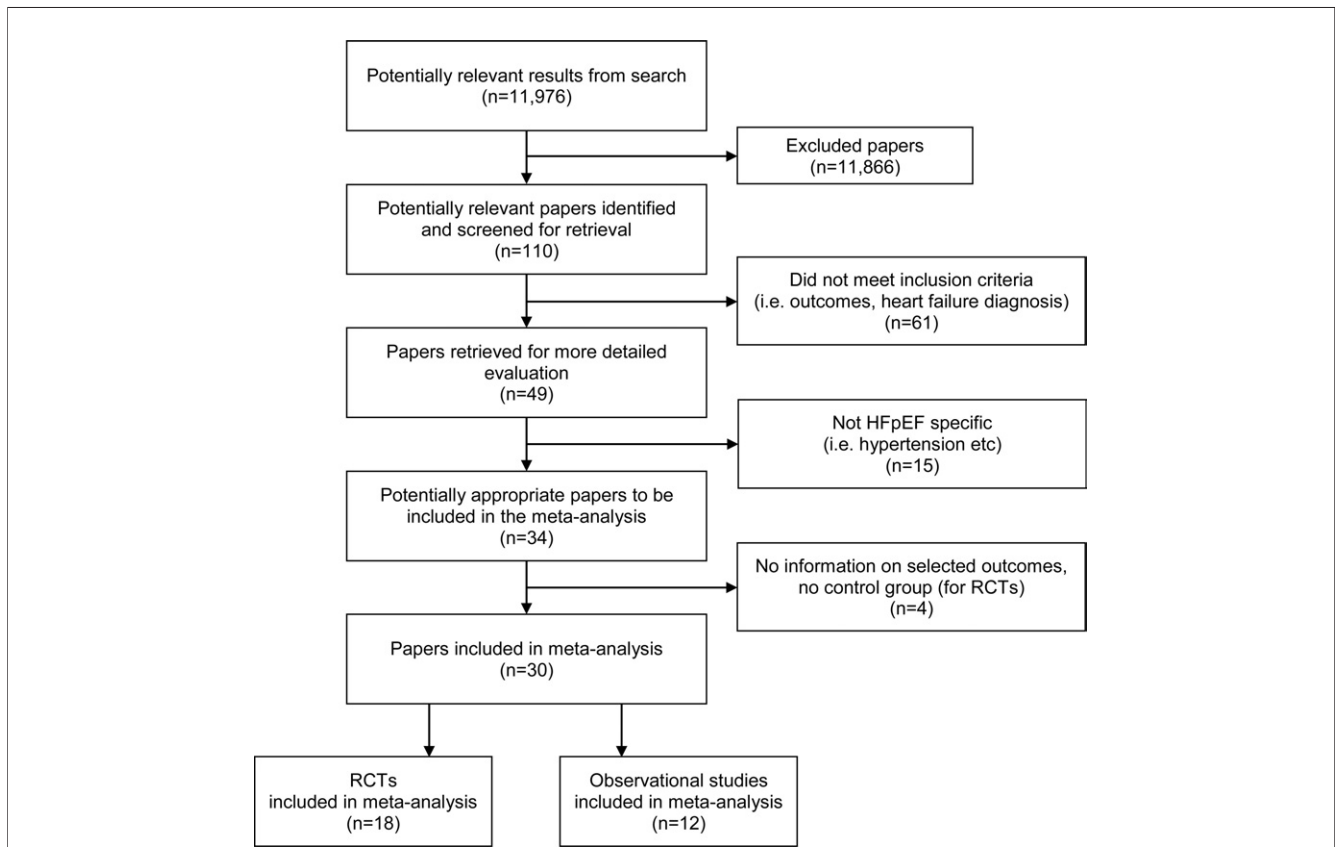 Potentially relevant results from search
(n=11,976)
Excluded papers
(n=11,866)
Potentially relevant papers identified
and screened for retrieval
(n=110)
Did not meet inclusion criteria
(i.e. outcomes, heart failure diagnosis)
(n=61)
Papers retrieved for more detailed
evaluation
(n=49)
Not HFpEF specific
(i.e. hypertension etc)
(n=15)
Potentially appropriate papers to be
included in the meta-analysis
(n=34)
No information on selected outcomes,
no control group (for RCTs)
(n=4)
Papers included in meta-analysis
(n=30)
RCTs
included in meta-analysis
(n=18)
Observational studies
included in meta-analysis
(n=12)